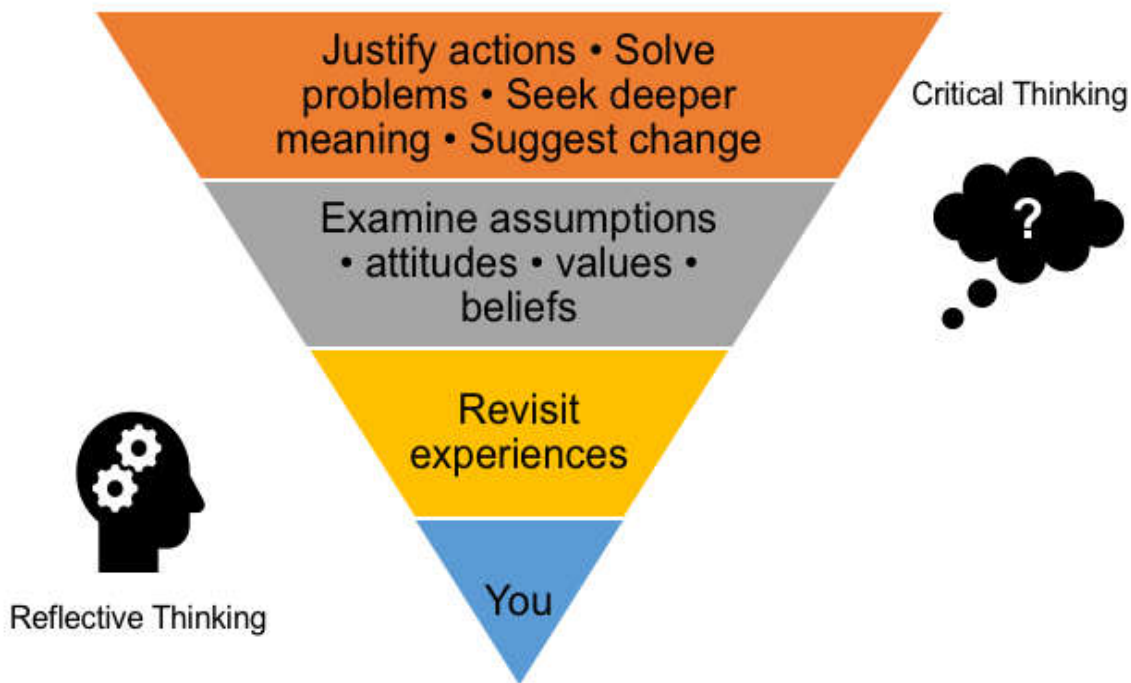 Justify actions • Solve
problems • Seek deeper
meaning • Suggest change
Critical Thinking
?
Examine assumptions
• attitudes • values •
beliefs
Revisit
experiences
You
Reflective Thinking